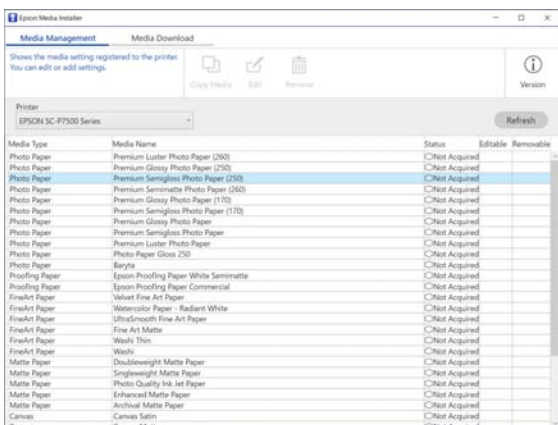 Epson Media Installer
Media Management Media Download
Shows the media setting registered to the printer.
You can edit or add settings.
Copy Media Edit Remove Version
Printer
EPSON SC-P7500 Series Refresh
Media Type Media Name Status Editable Removable
Photo Paper Premium Luster Photo Paper (260) Not Acquired
Photo Paper Premium Glossy Photo Paper (250) Not Acquired
Photo Paper Premium Semigloss Photo Paper (250) Not Acquired
Photo Paper Premium Semimatte Photo Paper (260) Not Acquired
Photo Paper Premium Glossy Photo Paper (170) Not Acquired
Photo Paper Premium Semigloss Photo Paper (170) Not Acquired
Photo Paper Premium Glossy Photo Paper Not Acquired
Photo Paper Premium Semigloss Photo Paper Not Acquired
Photo Paper Premium Luster Photo Paper Not Acquired
Photo Paper Photo Paper Gloss 250 Not Acquired
Photo Paper Baryta Not Acquired
Proofing Paper Epson Proofing Paper White Semimatte Not Acquired
Proofing Paper Epson Proofing Paper Commercial Not Acquired
FineArt Paper Velvet Fine Art Paper Not Acquired
FineArt Paper Watercolor Paper - Radiant White Not Acquired
FineArt Paper UltraSmooth Fine Art Paper Not Acquired
FineArt Paper Fine Art Matte Not Acquired
FineArt Paper Washi Thin Not Acquired
FineArt Paper Washi Not Acquired
Matte Paper Doubleweight Matte Paper Not Acquired
Matte Paper Singleweight Matte Paper Not Acquired
Matte Paper Photo Quality Ink Jet Paper Not Acquired
Matte Paper Enhanced Matte Paper Not Acquired
Matte Paper Archival Matte Paper Not Acquired
Canvas Canvas Satin Not Acquired